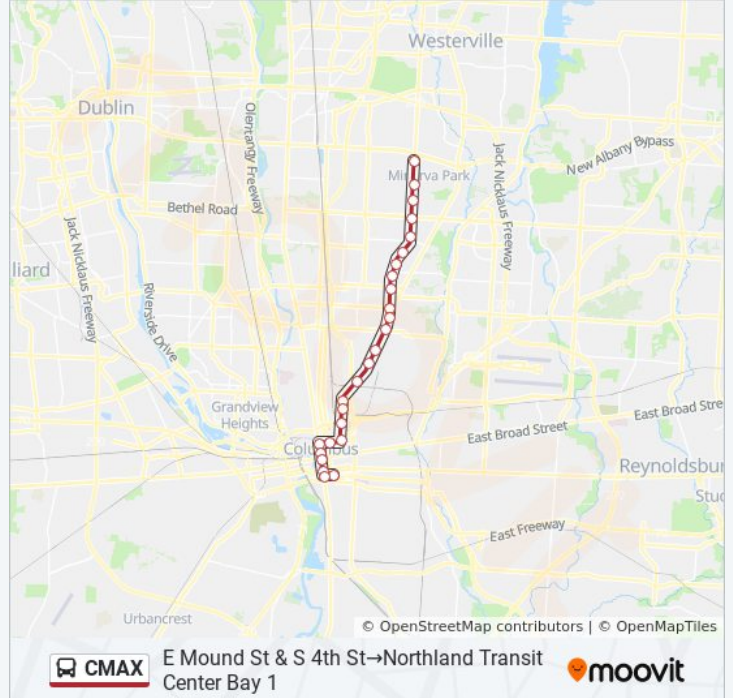 Westerville
Dublin
Olentangy Freeway
Jack Nicklaus Freeway
New Albany Bypass
Minerva Park
Bethel Road
Jack Nicklaus Freeway
lliard
Riverside Drive
Grandview
Heights
East Broad Stre
East Broad Street
Columbus
Reynoldsbur
Stuc
East Freeway
Urbancrest
© OpenStreetMap contributors | © OpenMapTiles
CMAX
E Mound St & S 4th St→Northland Transit
Center Bay 1
moovit